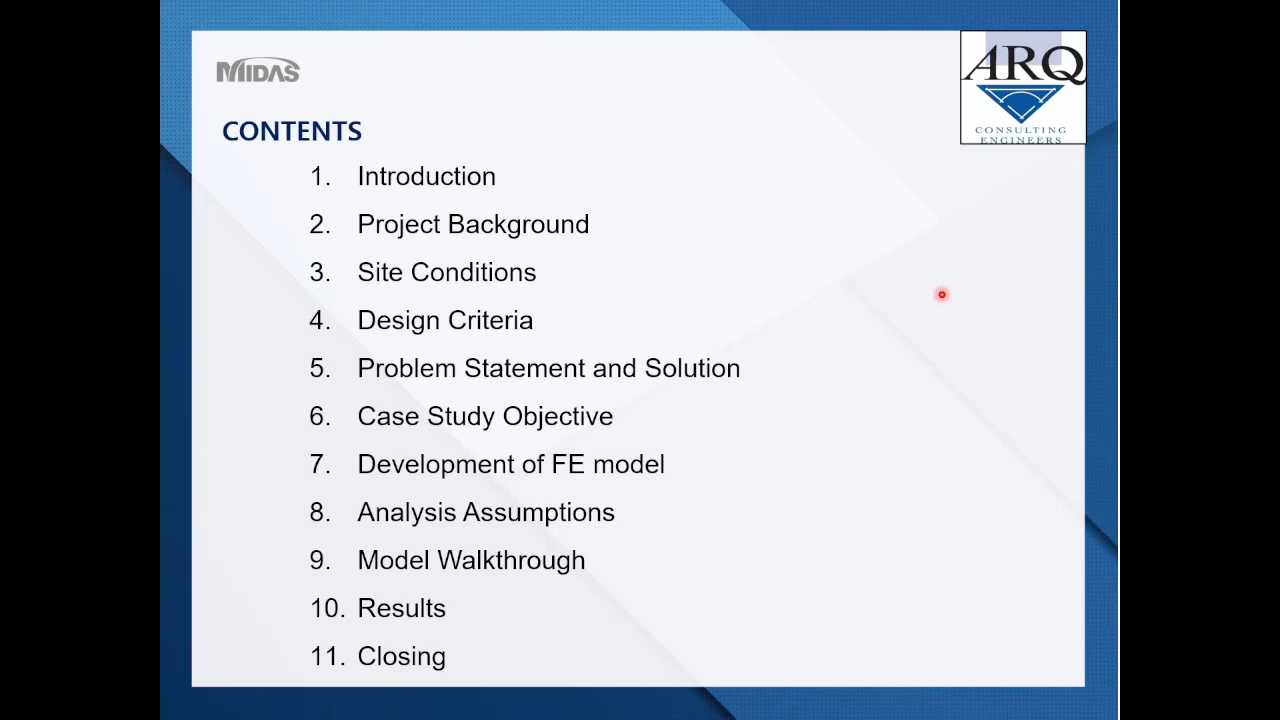 MIDAS
ARQ
CONSULTING
ENGINEERS
CONTENTS
1. Introduction
2. Project Background
3. Site Conditions
4. Design Criteria
5. Problem Statement and Solution
6. Case Study Objective
7. Development of FE model
8. Analysis Assumptions
9. Model Walkthrough
10. Results
11. Closing